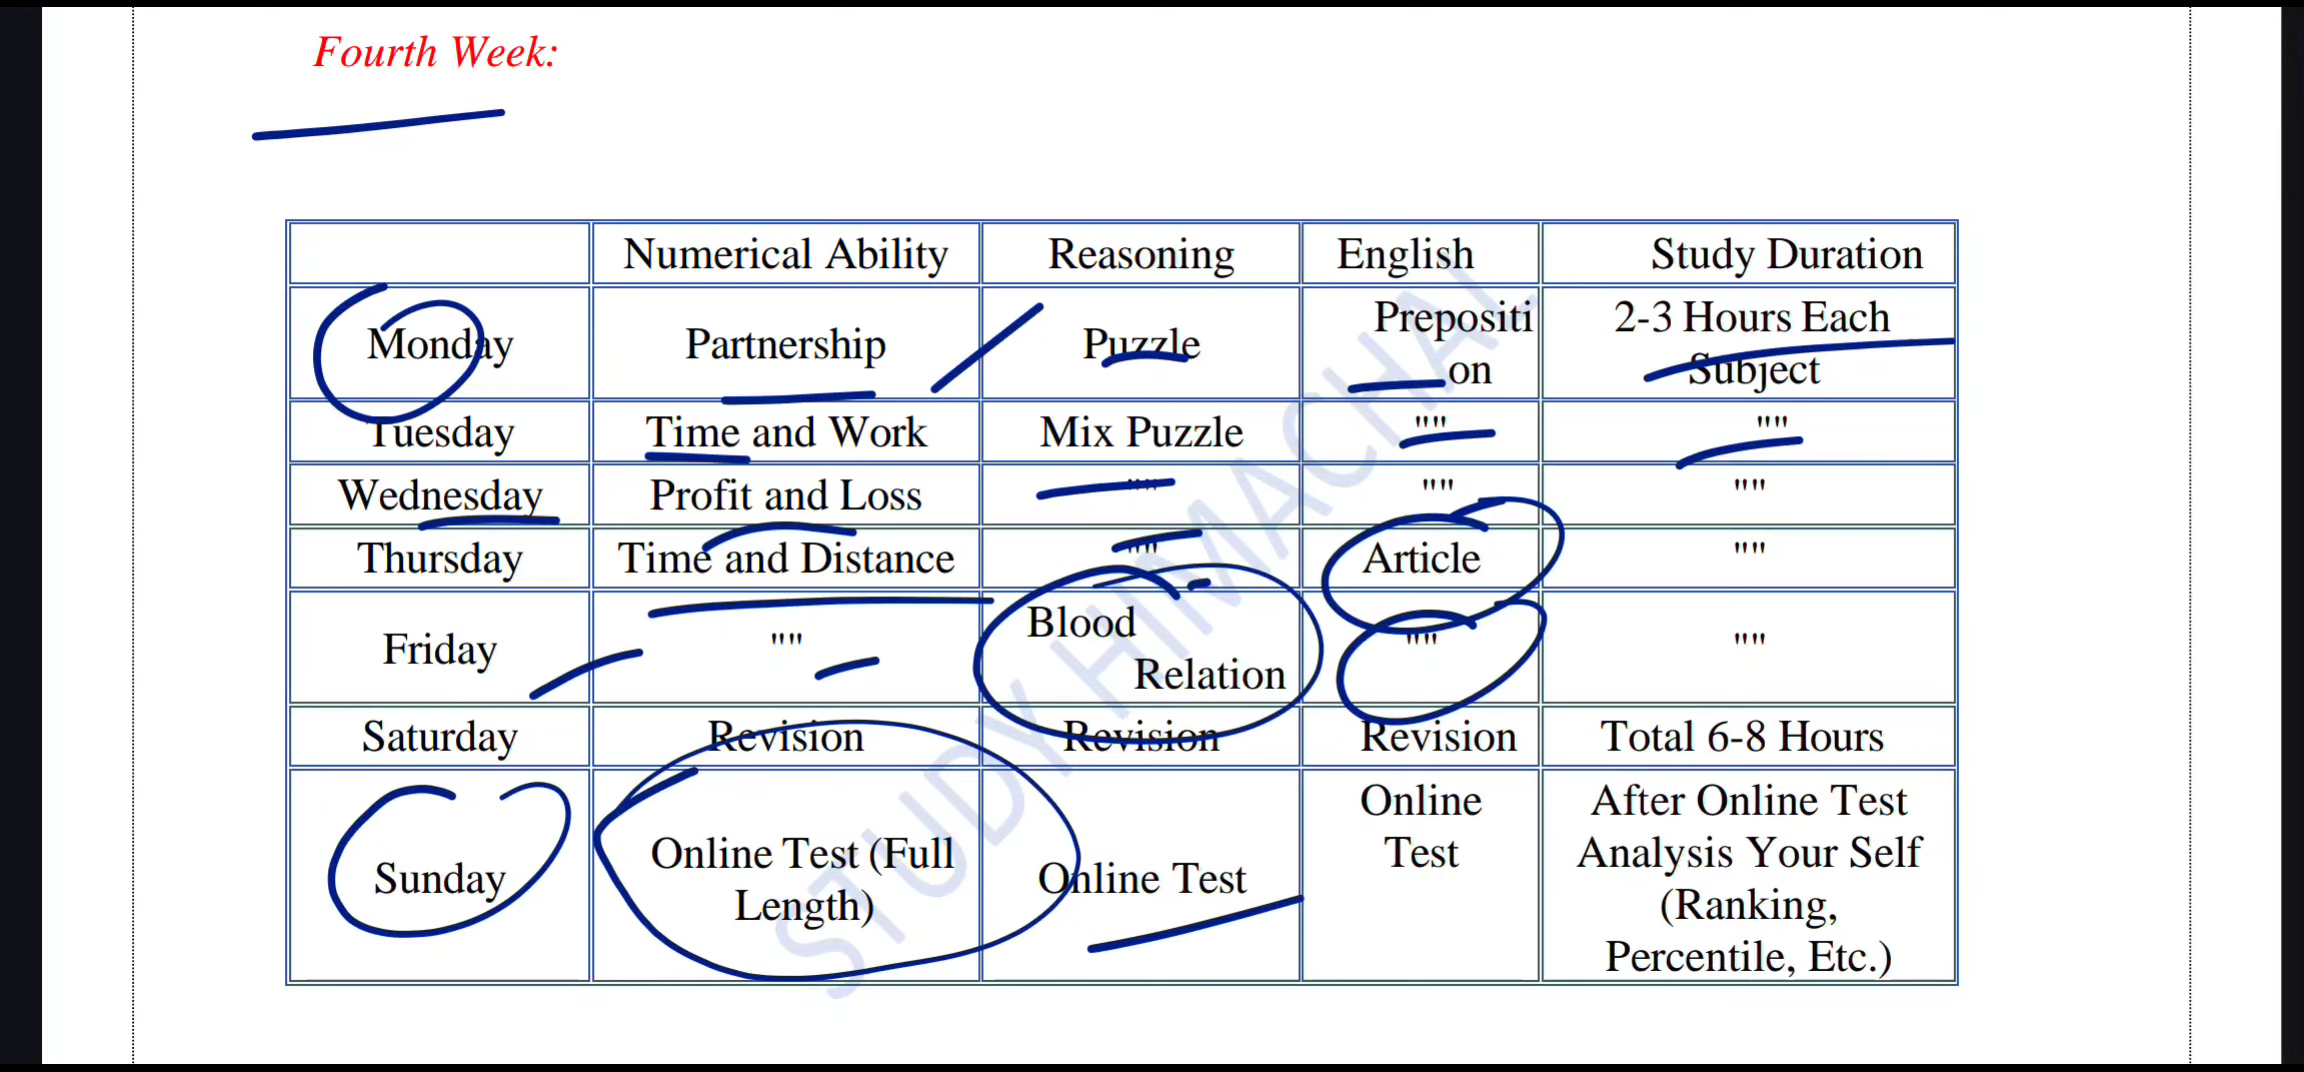 Fourth Week:
Numerical Ability Reasoning English Study Duration
Monday Partnership Puzzle Prepositi
on 2-3 Hours Each
Subject
Tuesday Time and Work Mix Puzzle "" ""
Wednesday Profit and Loss "" "" ""
Thursday Time and Distance "" Article ""
Friday "" Blood
Relation "" ""
Saturday Revision Revision Revision Total 6-8 Hours
Sunday Online Test (Full
Length) Online Test Online
Test After Online Test
Analysis Your Self
(Ranking,
Percentile, Etc.)
STUDY HIMACHAL